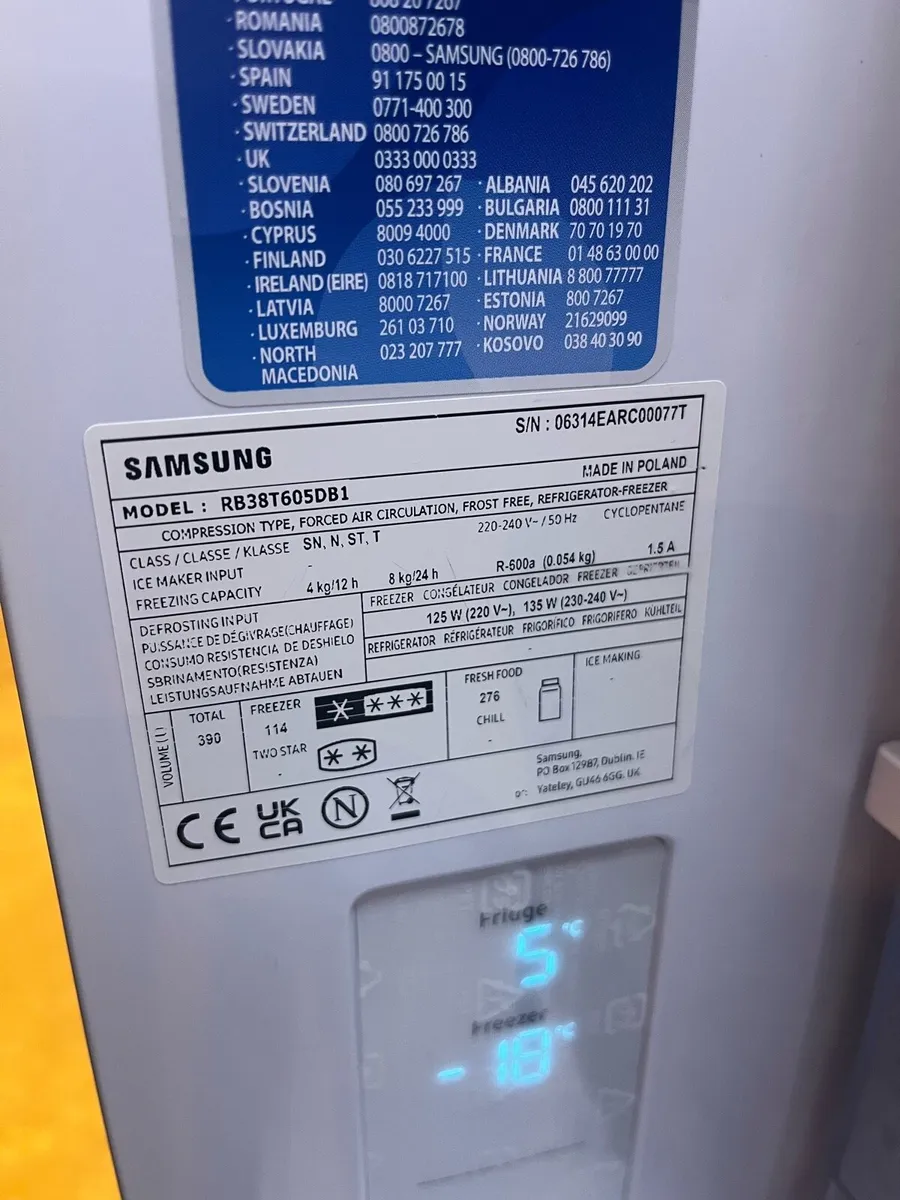 · ROMANIA 0800872678
· SLOVAKIA 0800 – SAMSUNG (0800-726 786)
· SPAIN 91 175 00 15
· SWEDEN 0771-400 300
· SWITZERLAND 0800 726 786
· UK 0333 000 0333
· SLOVENIA 080 697 267 · ALBANIA 045 620 202
· BOSNIA 055 233 999 · BULGARIA 0800 111 31
· CYPRUS 8009 4000 · DENMARK 70 70 19 70
· FINLAND 030 6227 515 · FRANCE 01 48 63 00 00
· IRELAND (EIRE) 0818 717100 · LITHUANIA 8 800 77777
· LATVIA 8000 7267 · ESTONIA 800 7267
· LUXEMBURG 261 03 710 · NORWAY 21629099
· NORTH MACEDONIA 023 207 777 · KOSOVO 038 40 30 90
S/N : 06314EARC00077T
SAMSUNG
MADE IN POLAND
MODEL : RB38T605DB1
COMPRESSION TYPE, FORCED AIR CIRCULATION, FROST FREE, REFRIGERATOR-FREEZER
CLASS / CLASSE / KLASSE SN, N, ST, T 220-240 V~ / 50 Hz CYCLOPENTANE
ICE MAKER INPUT -
FREEZING CAPACITY 4 kg/12 h 8 kg/24 h R-600a (0.054 kg) 1.5 A
DEFROSTING INPUT
PUISSANCE DE DÉGIVRAGE(CHAUFFAGE)
CONSUMO RESISTENCIA DE DESHIELO
SBRINAMENTO(RESISTENZA)
LEISTUNGSAUFNAHME ABTAUEN
FREEZER CONGÉLATEUR CONGELADOR FREEZER GEFRIERTEIL
125 W (220 V~), 135 W (230-240 V~)
REFRIGERATOR RÉFRIGÉRATEUR FRIGORÍFICO FRIGORIFERO KÜHLTEIL
-
VOLUME (l)
TOTAL
390
FREEZER
114
TWO STAR
-
FRESH FOOD
276
CHILL
-
ICE MAKING
-
Samsung,
PO Box 12987, Dublin. IE
or Yateley, GU46 6GG. UK
CE UKCA N
Fridge
5 °C
Freezer
-18 °C